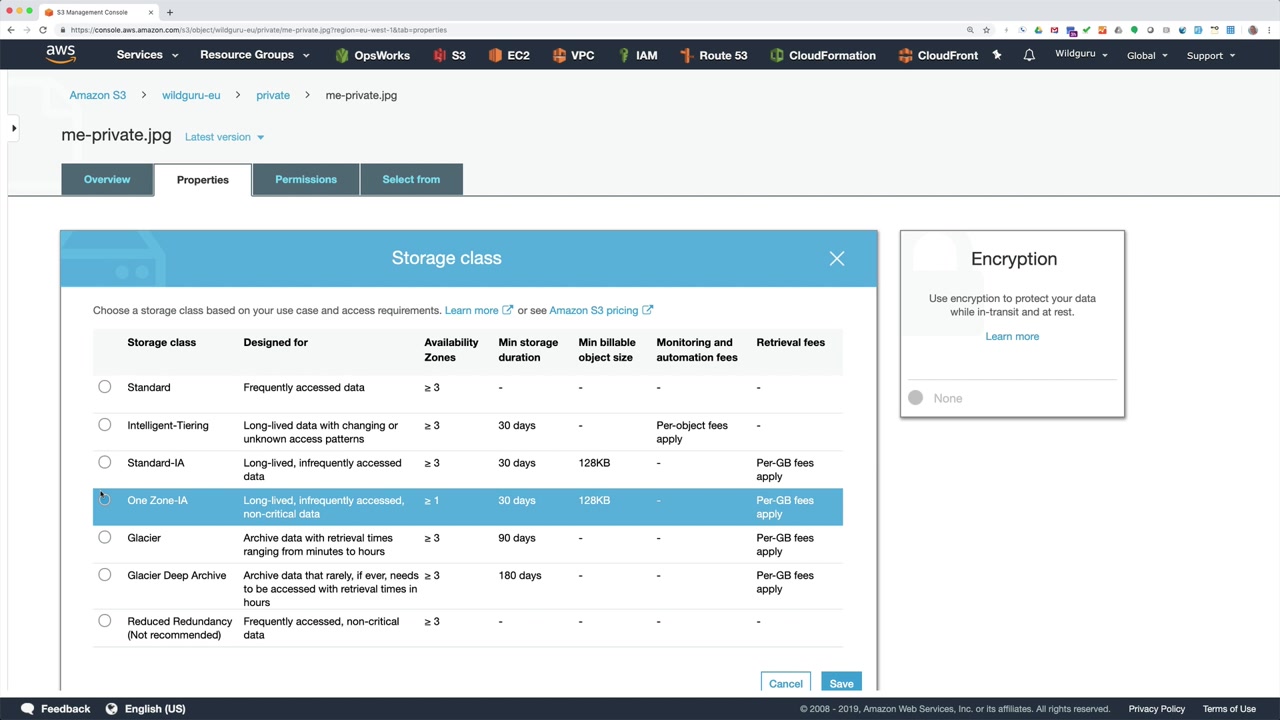 S3 Management Console
https://console.aws.amazon.com/s3/object/wildguru-eu/private/me-private.jpg?region=eu-west-1&tab=properties
aws Services Resource Groups OpsWorks S3 EC2 VPC IAM Route 53 CloudFormation CloudFront Wildguru Global Support
Amazon S3 > wildguru-eu > private > me-private.jpg
me-private.jpg Latest version
Overview Properties Permissions Select from
Storage class
Choose a storage class based on your use case and access requirements. Learn more or see Amazon S3 pricing
Storage class Designed for Availability Zones Min storage duration Min billable object size Monitoring and automation fees Retrieval fees
Standard Frequently accessed data ≥ 3 - - - -
Intelligent-Tiering Long-lived data with changing or unknown access patterns ≥ 3 30 days - Per-object fees apply -
Standard-IA Long-lived, infrequently accessed data ≥ 3 30 days 128KB - Per-GB fees apply
One Zone-IA Long-lived, infrequently accessed, non-critical data ≥ 1 30 days 128KB - Per-GB fees apply
Glacier Archive data with retrieval times ranging from minutes to hours ≥ 3 90 days - - Per-GB fees apply
Glacier Deep Archive Archive data that rarely, if ever, needs to be accessed with retrieval times in hours ≥ 3 180 days - - Per-GB fees apply
Reduced Redundancy (Not recommended) Frequently accessed, non-critical data ≥ 3 - - - -
Cancel Save
Encryption
Use encryption to protect your data
while in-transit and at rest.
Learn more
None
Feedback English (US) © 2008 - 2019, Amazon Web Services, Inc. or its affiliates. All rights reserved. Privacy Policy Terms of Use